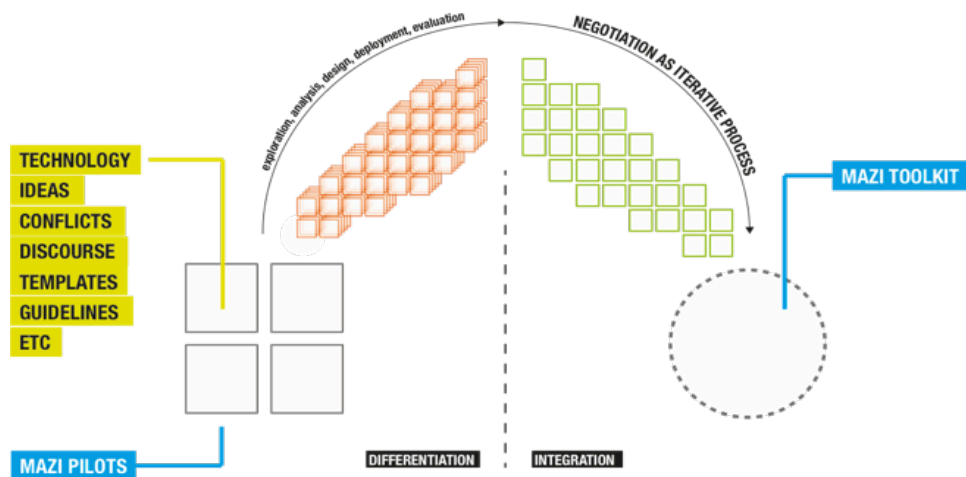 exploration, analysis, design, deployment, evaluation
NEGOTIATION AS ITERATIVE PROCESS
TECHNOLOGY
IDEAS
CONFLICTS
DISCOURSE
TEMPLATES
GUIDELINES
ETC
MAZI TOOLKIT
MAZI PILOTS
DIFFERENTIATION
INTEGRATION